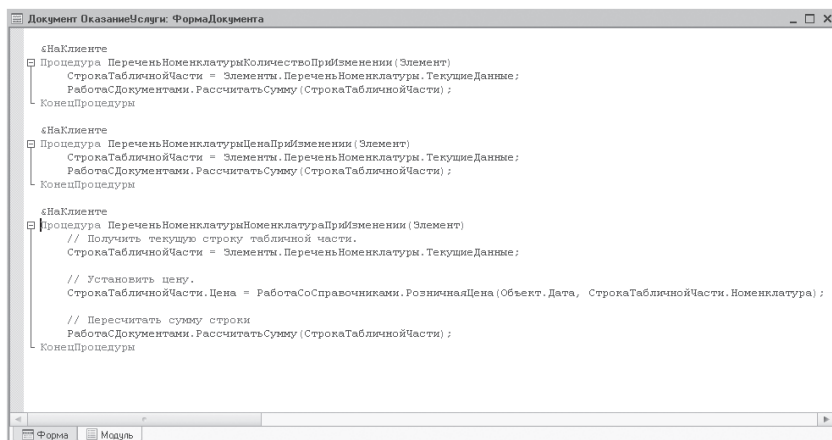 Документ ОказаниеУслуги: ФормаДокумента
&НаКлиенте
Процедура ПереченьНоменклатурыКоличествоПриИзменении(Элемент)
СтрокаТабличнойЧасти = Элементы.ПереченьНоменклатуры.ТекущиеДанные;
РаботаСДокументами.РассчитатьСумму(СтрокаТабличнойЧасти);
КонецПроцедуры
&НаКлиенте
Процедура ПереченьНоменклатурыЦенаПриИзменении(Элемент)
СтрокаТабличнойЧасти = Элементы.ПереченьНоменклатуры.ТекущиеДанные;
РаботаСДокументами.РассчитатьСумму(СтрокаТабличнойЧасти);
КонецПроцедуры
&НаКлиенте
Процедура ПереченьНоменклатурыНоменклатураПриИзменении(Элемент)
// Получить текущую строку табличной части.
СтрокаТабличнойЧасти = Элементы.ПереченьНоменклатуры.ТекущиеДанные;
// Установить цену.
СтрокаТабличнойЧасти.Цена = РаботаСоСправочниками.РозничнаяЦена(Объект.Дата, СтрокаТабличнойЧасти.Номенклатура);
// Пересчитать сумму строки
РаботаСДокументами.РассчитатьСумму(СтрокаТабличнойЧасти);
КонецПроцедуры
Форма Модуль